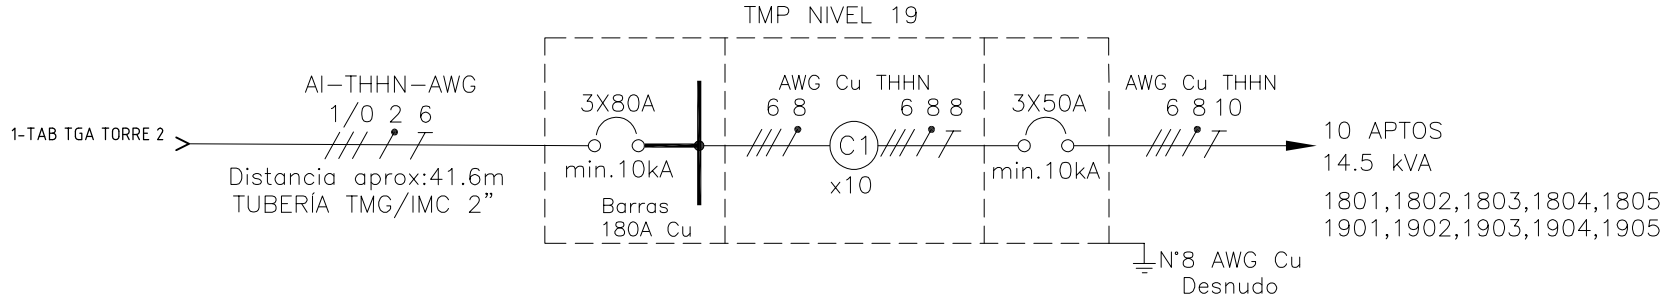 TMP NIVEL 19
1-TAB TGA TORRE 2
Al-THHN-AWG
1/0 2 6
Distancia aprox:41.6m
TUBERÍA TMG/IMC 2"
3X80A
min.10kA
Barras
180A Cu
AWG Cu THHN
6 8 6 8 8
C1
x10
3X50A
min.10kA
AWG Cu THHN
6 8 10
10 APTOS
14.5 kVA
1801,1802,1803,1804,1805
1901,1902,1903,1904,1905
N°8 AWG Cu
Desnudo